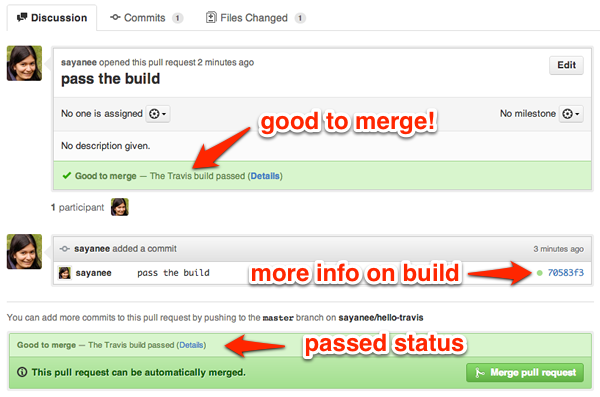 Discussion
Commits 1
Files Changed 1
sayanee opened this pull request 2 minutes ago
Edit
pass the build
No one is assigned
No milestone
good to merge!
No description given.
Good to merge — The Travis build passed (Details)
1 participant
sayanee added a commit
3 minutes ago
sayanee pass the build
more info on build
70583f3
You can add more commits to this pull request by pushing to the master branch on sayanee/hello-travis
Good to merge — The Travis build passed (Details)
passed status
This pull request can be automatically merged.
Merge pull request